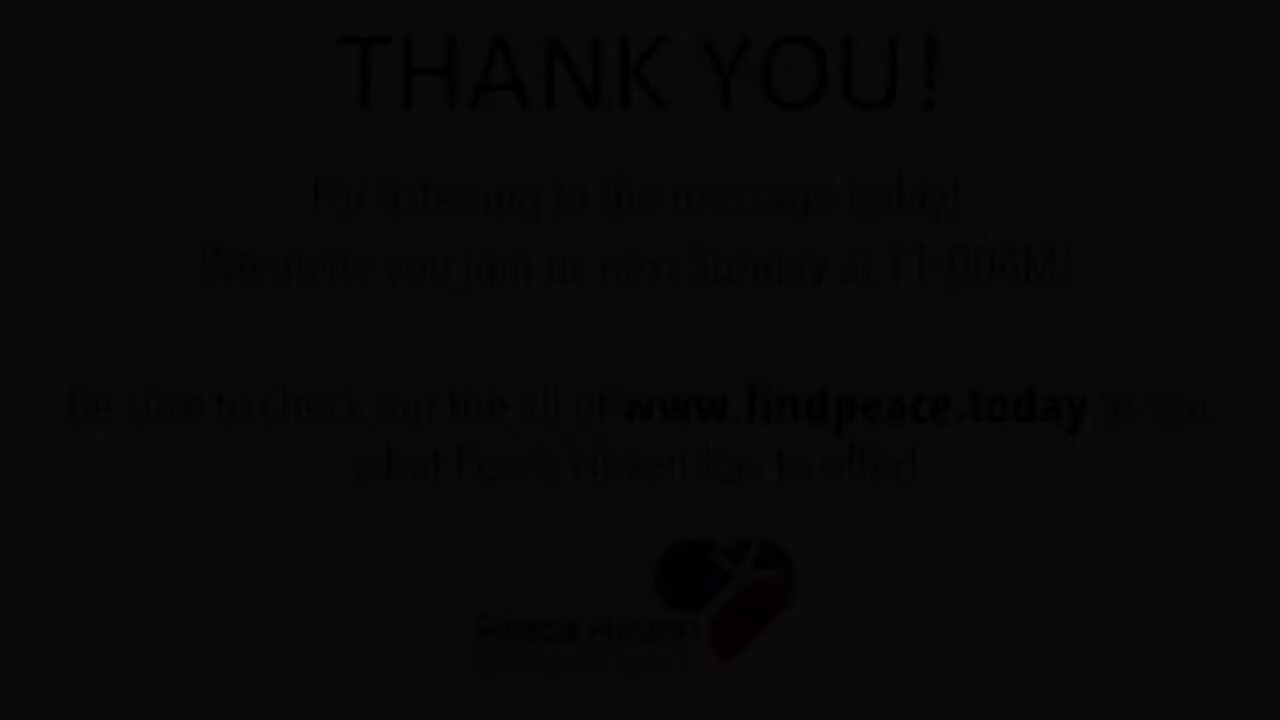 THANK YOU!
For listening to the message today!
We invite you join us next Sunday at 11:00AM!
Be sure to check out the all of www.findpeace.today to see
what Peace Haven has to offer!
Peace Haven